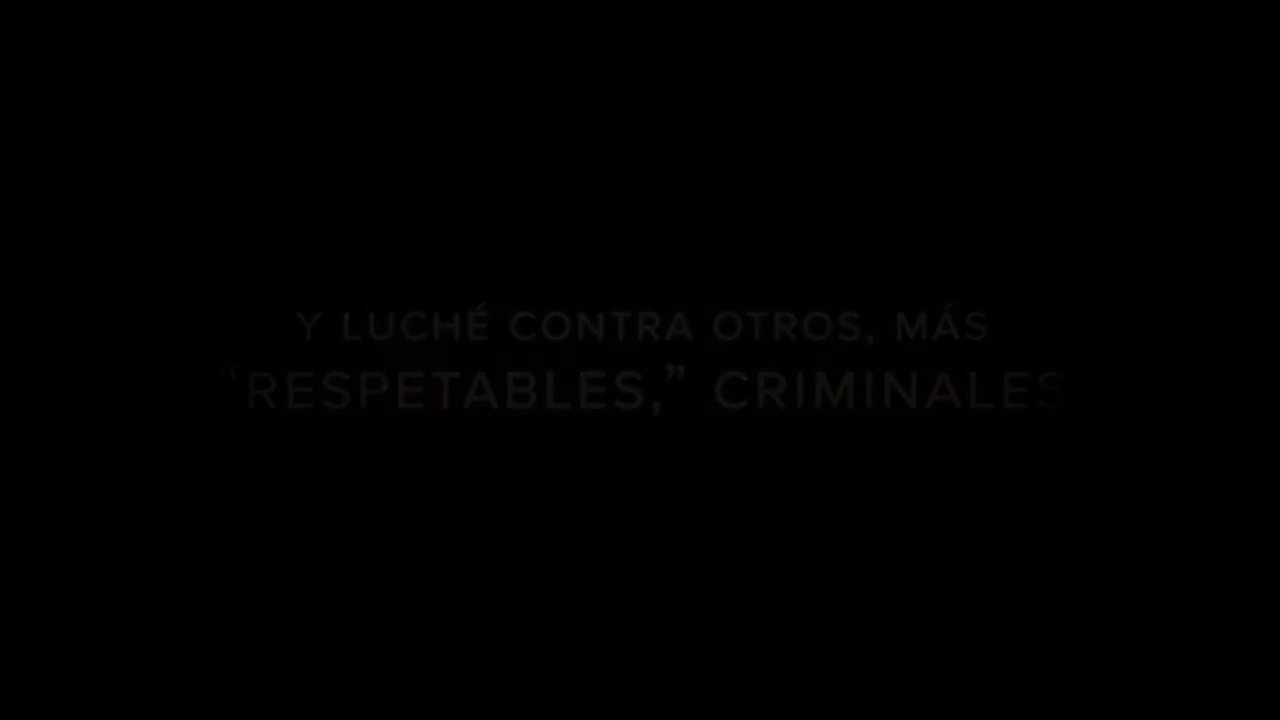 Y LUCHÉ CONTRA OTROS, MÁS
“RESPETABLES,” CRIMINALES